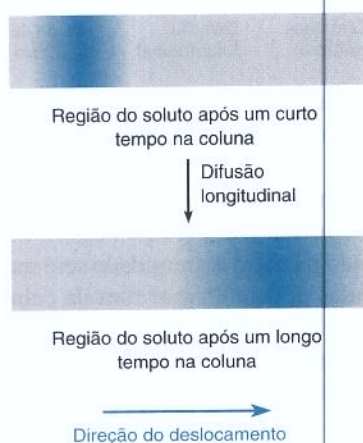 Região do soluto após um curto
tempo na coluna
Difusão
longitudinal
Região do soluto após um longo
tempo na coluna
Direção do deslocamento